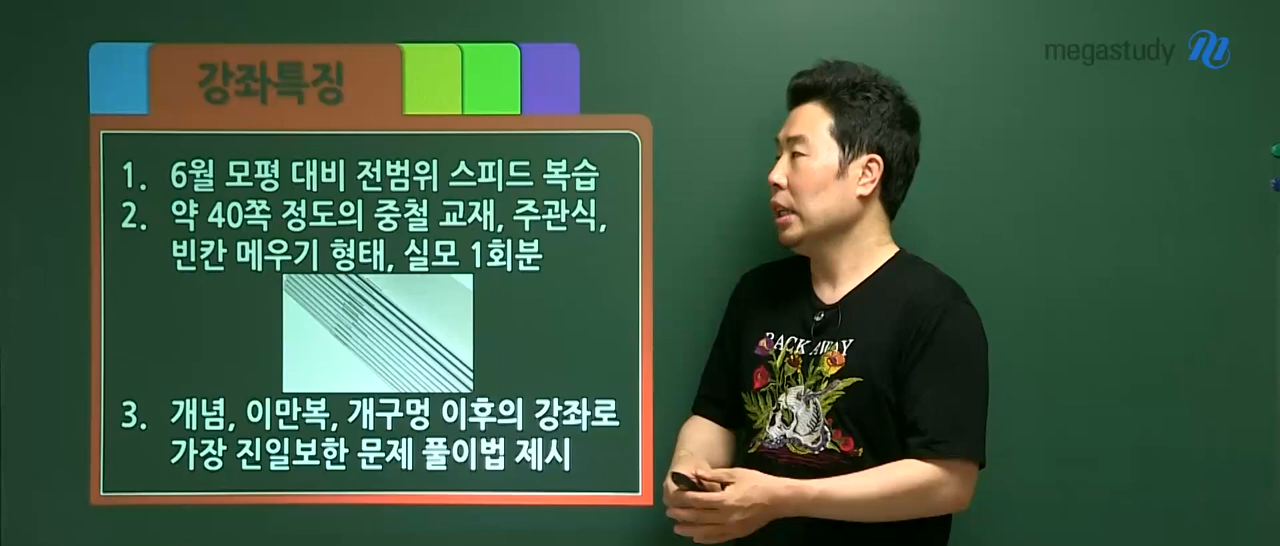 megastudy
강좌특징
1. 6월 모평 대비 전범위 스피드 복습
2. 약 40쪽 정도의 중철 교재, 주관식,
빈칸 메우기 형태, 실모 1회분
3. 개념, 이만복, 개구멍 이후의 강좌로
가장 진일보한 문제 풀이법 제시
BACK AWAY